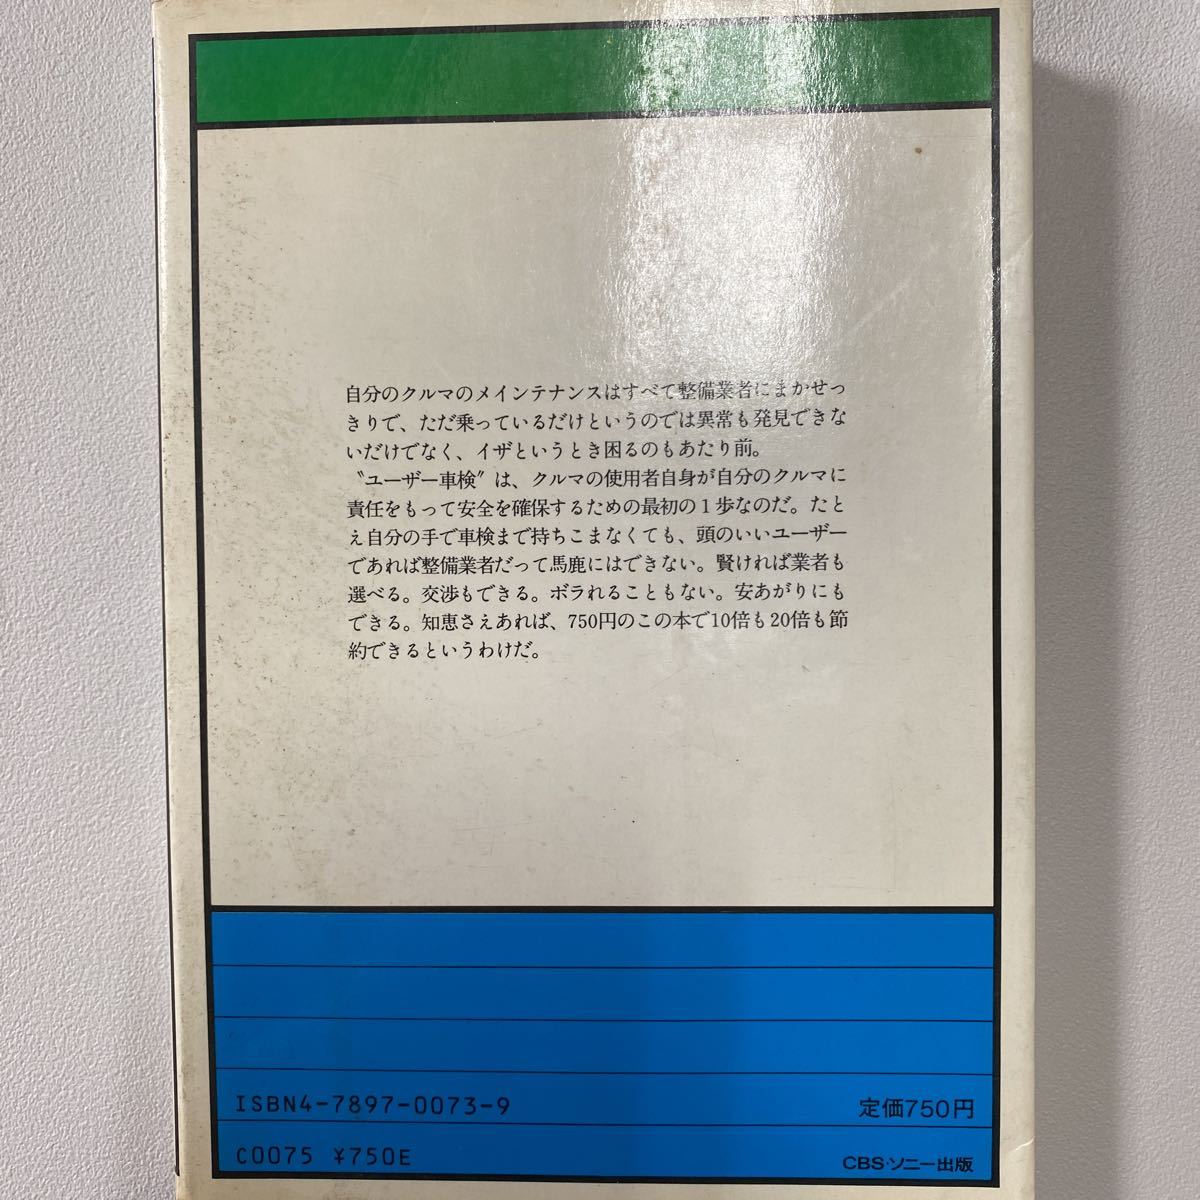 自分のクルマのメインテナンスはすべて整備業者にまかせっ
きりで、ただ乗っているだけというのでは異常も発見できな
いだけでなく、イザというとき困るのもあたり前。
〝ユーザー車検〟は、クルマの使用者自身が自分のクルマに
責任をもって安全を確保するための最初の1歩なのだ。たと
え自分の手で車検まで持ちこまなくても、頭のいいユーザー
であれば整備業者だって馬鹿にはできない。賢ければ業者も
選べる。交渉もできる。ボラれることもない。安あがりにも
できる。知恵さえあれば、750円のこの本で10倍も20倍も節
約できるというわけだ。
ISBN4-7897-0073-9
定価750円
C0075 ¥750E
CBS・ソニー出版